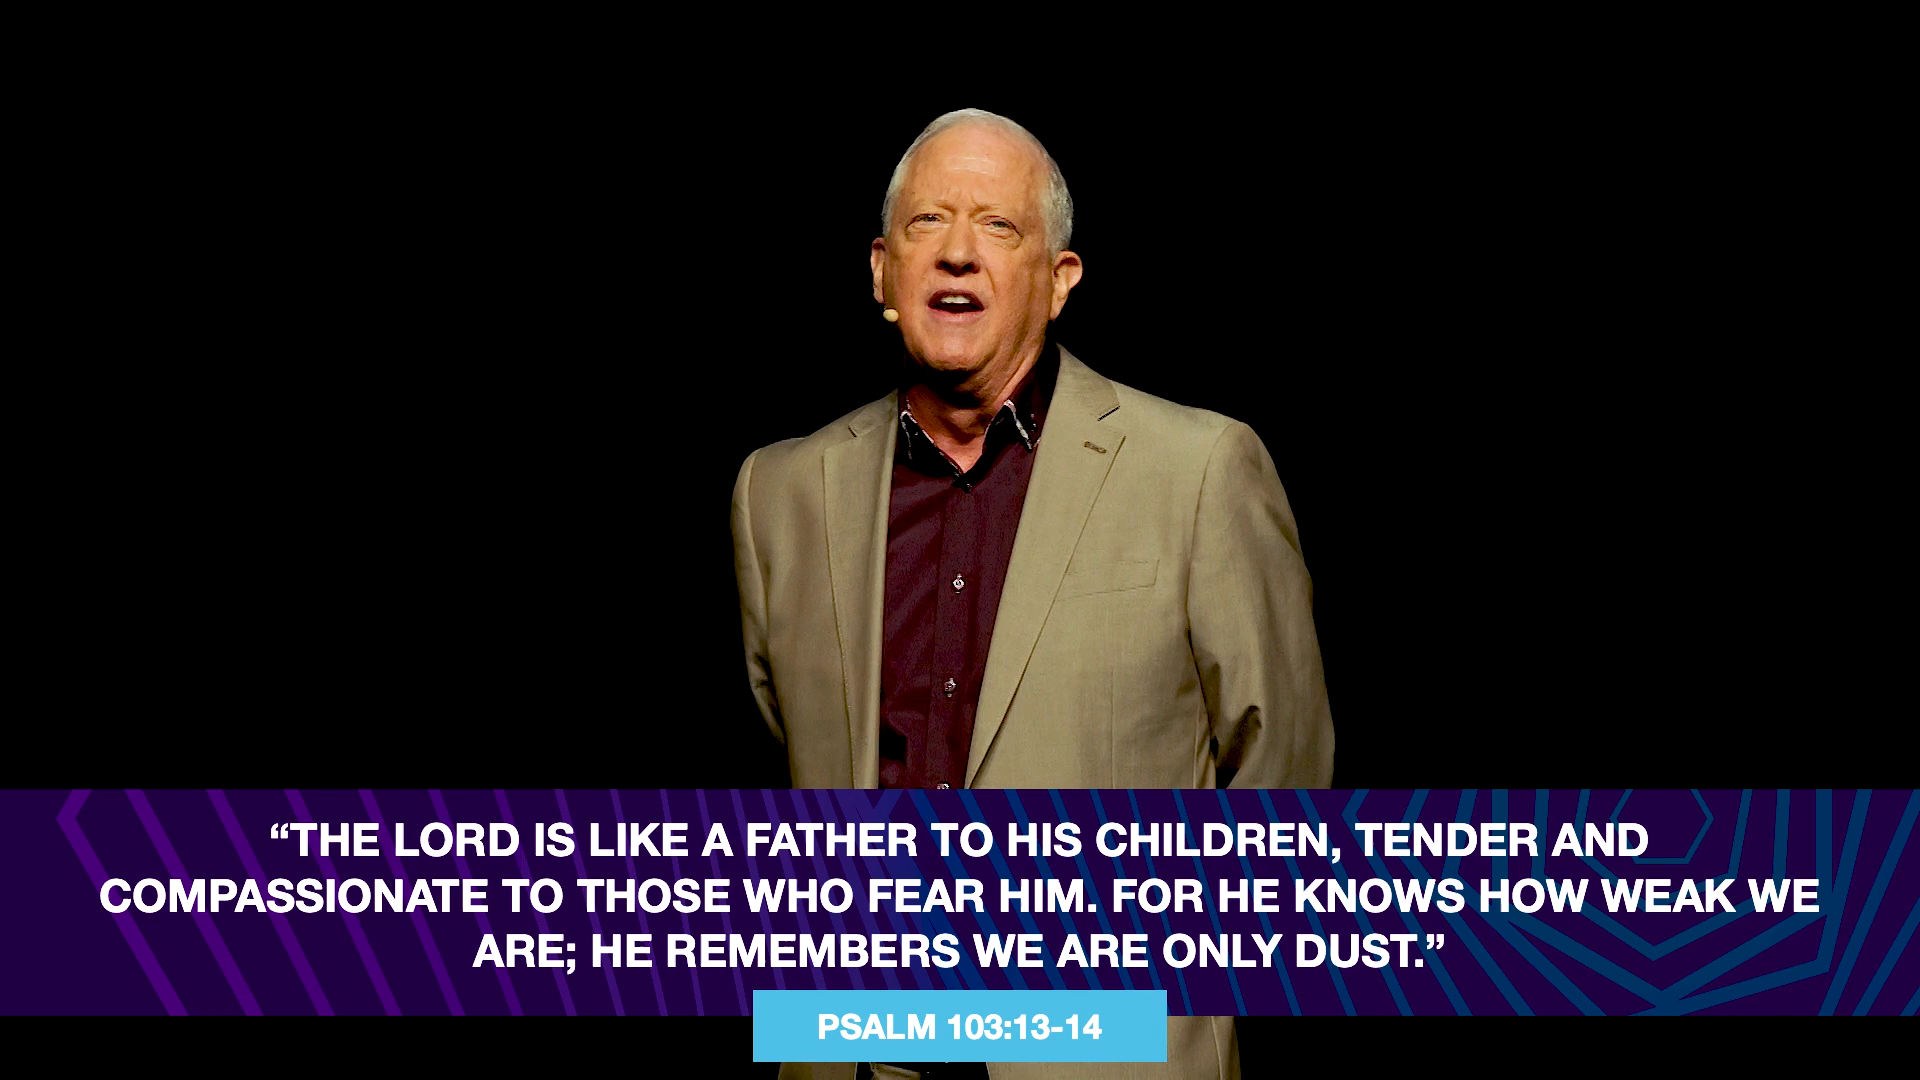 “THE LORD IS LIKE A FATHER TO HIS CHILDREN, TENDER AND
COMPASSIONATE TO THOSE WHO FEAR HIM. FOR HE KNOWS HOW WEAK WE
ARE; HE REMEMBERS WE ARE ONLY DUST.”
PSALM 103:13-14